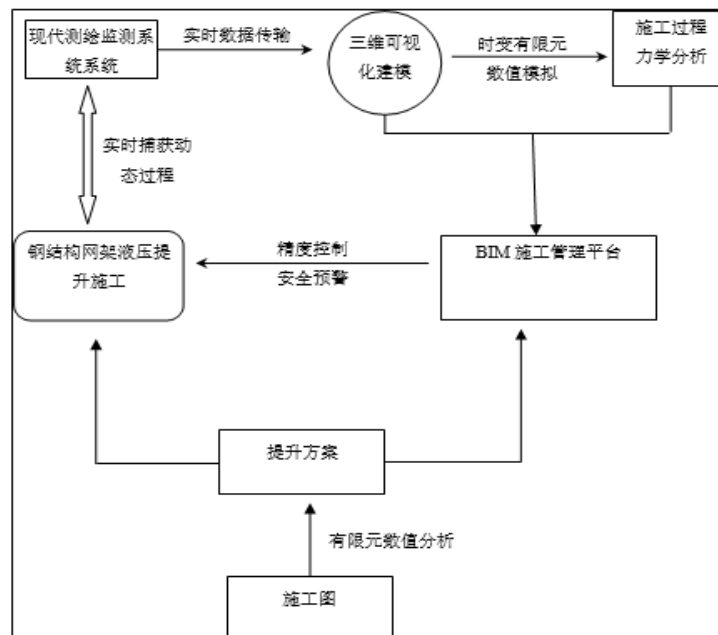 现代测绘监测系
统系统
实时数据传输
三维可视
化建模
时变有限元
数值模拟
施工过程
力学分析
实时捕获动
态过程
钢结构网架液压提
升施工
精度控制
安全预警
BIM 施工管理平台
提升方案
有限元数值分析
施工图